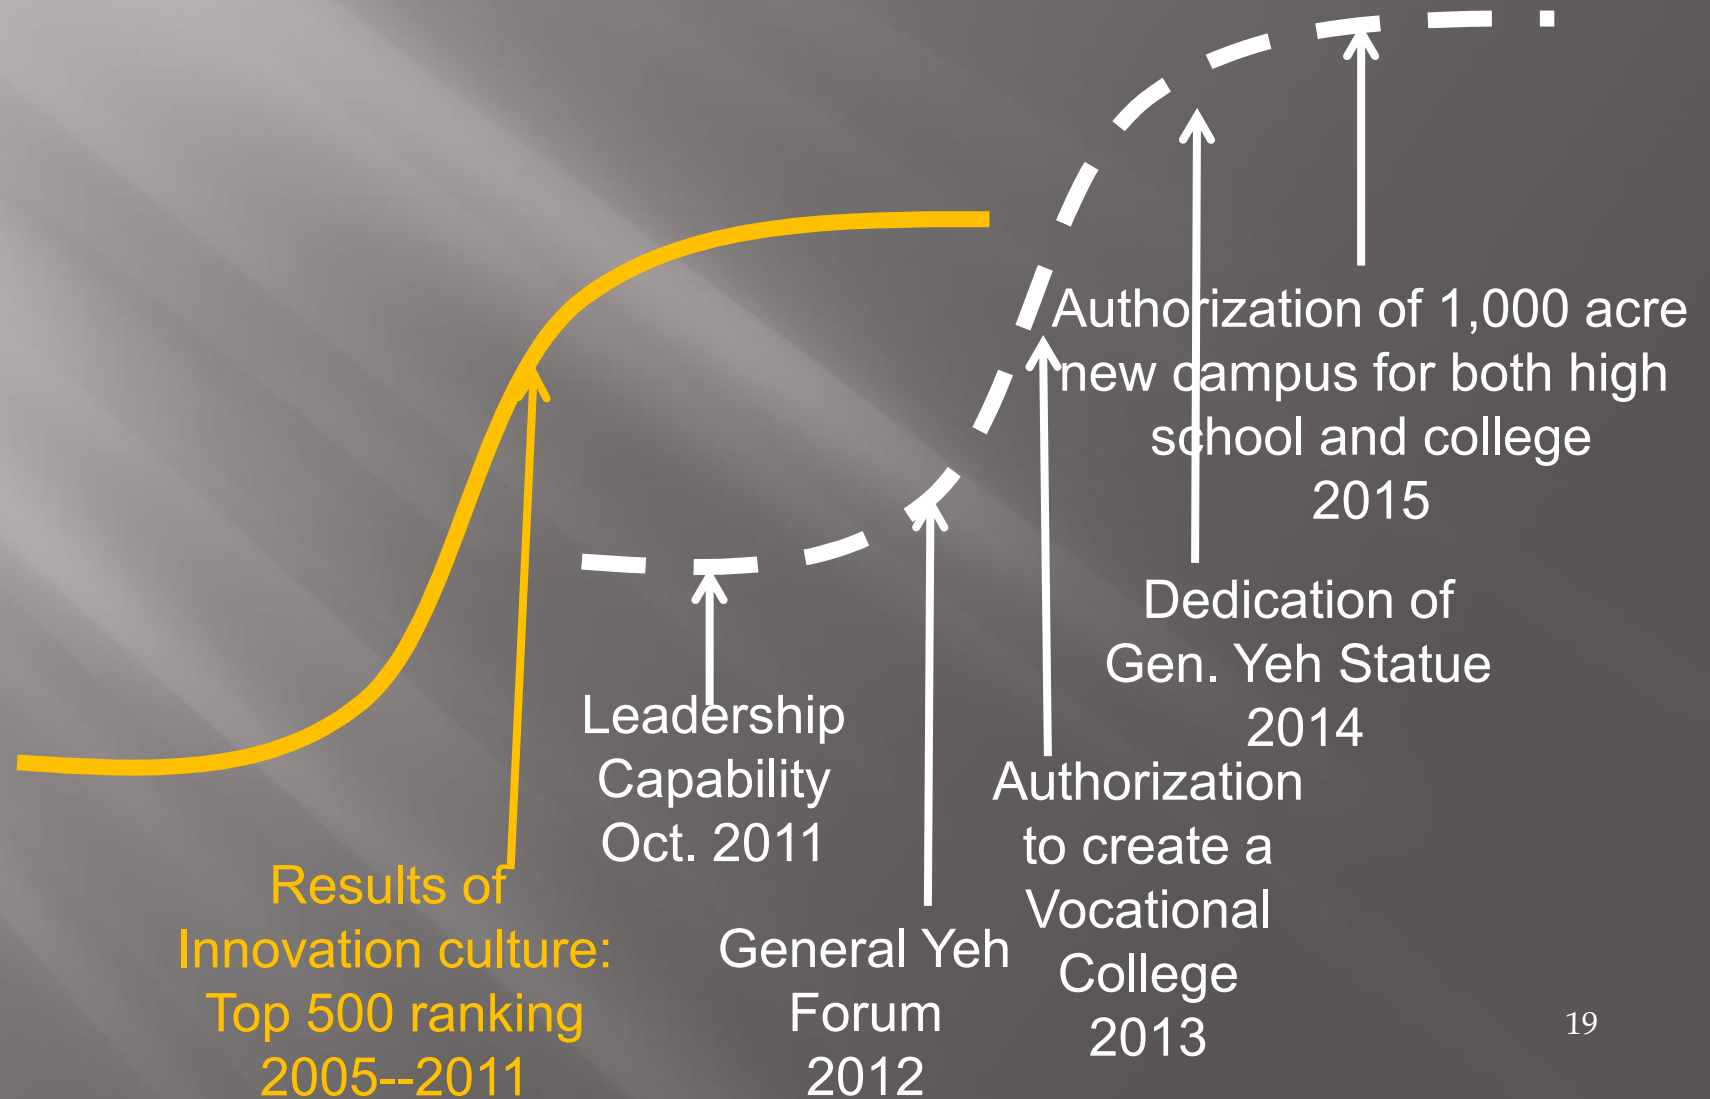 Authorization of 1,000 acre
new campus for both high
school and college
2015
Dedication of
Gen. Yeh Statue
2014
Leadership
Capability
Oct. 2011
Authorization
to create a
Vocational
College
2013
Results of
Innovation culture:
Top 500 ranking
2005--2011
General Yeh
Forum
2012
19